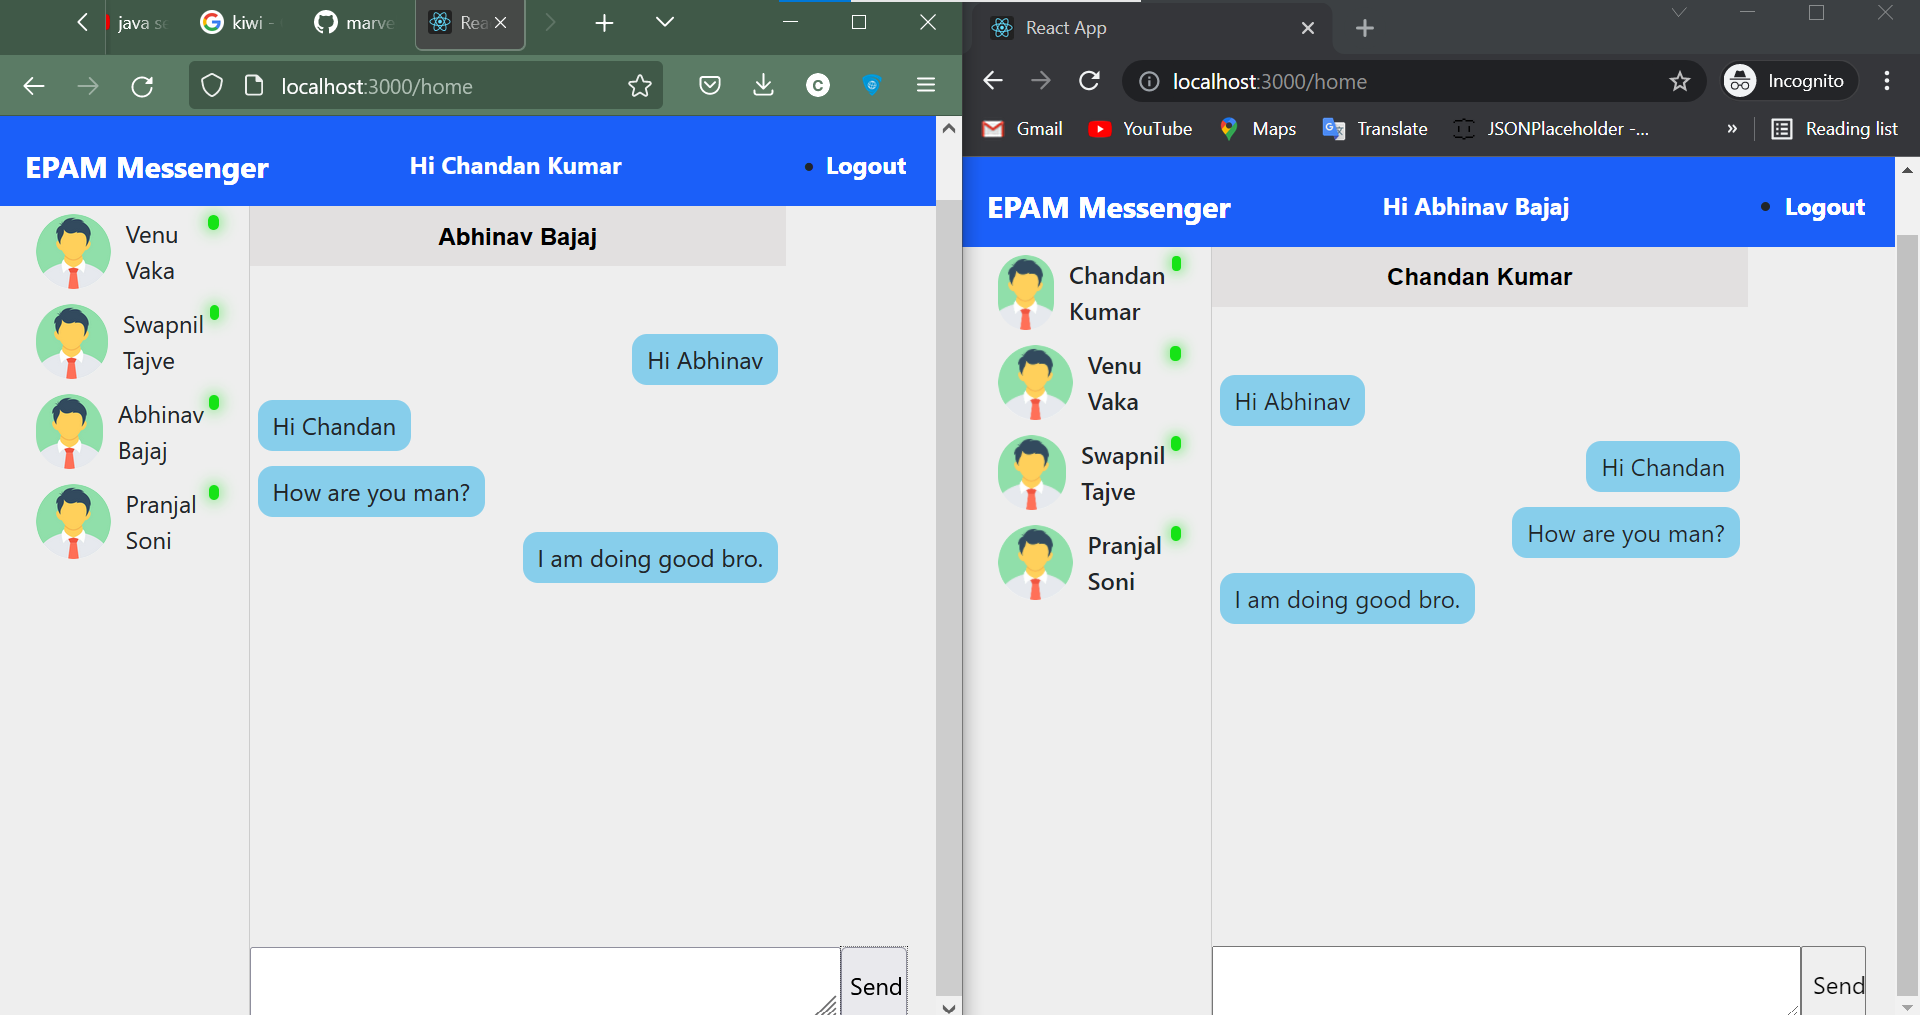 java s
kiwi -
marve
Rea
localhost:3000/home
EPAM Messenger
Hi Chandan Kumar
Logout
Venu
Vaka
Swapnil
Tajve
Abhinav
Bajaj
Pranjal
Soni
Abhinav Bajaj
Hi Abhinav
Hi Chandan
How are you man?
I am doing good bro.
Send
React App
localhost:3000/home
Incognito
Gmail
YouTube
Maps
Translate
JSONPlaceholder -...
»
Reading list
EPAM Messenger
Hi Abhinav Bajaj
Logout
Chandan
Kumar
Venu
Vaka
Swapnil
Tajve
Pranjal
Soni
Chandan Kumar
Hi Abhinav
Hi Chandan
How are you man?
I am doing good bro.
Send